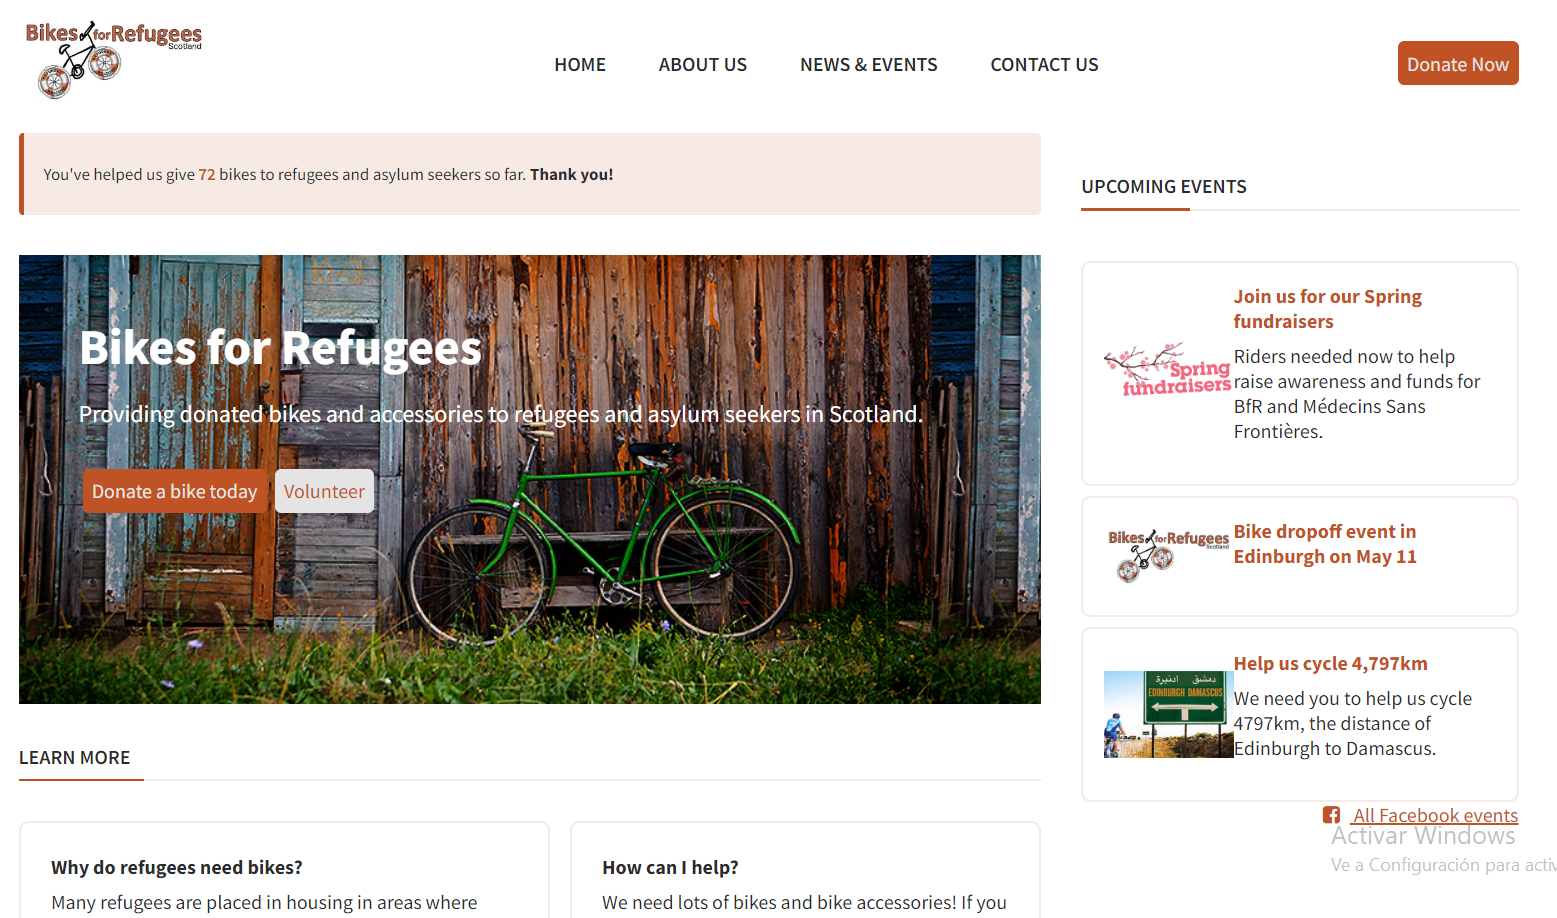 Bikes for Refugees
Scotland
HOME
ABOUT US
NEWS & EVENTS
CONTACT US
Donate Now
You've helped us give 72 bikes to refugees and asylum seekers so far. Thank you!
Bikes for Refugees
Providing donated bikes and accessories to refugees and asylum seekers in Scotland.
Donate a bike today
Volunteer
LEARN MORE
Why do refugees need bikes?
Many refugees are placed in housing in areas where
How can I help?
We need lots of bikes and bike accessories! If you
UPCOMING EVENTS
Spring
fundraisers
Join us for our Spring
fundraisers
Riders needed now to help
raise awareness and funds for
BfR and Médecins Sans
Frontières.
Bikes for Refugees
Scotland
Bike dropoff event in
Edinburgh on May 11
دمشق ادنبرة
EDINBURGH DAMASCUS
Help us cycle 4,797km
We need you to help us cycle
4797km, the distance of
Edinburgh to Damascus.
All Facebook events
Activar Windows
Ve a Configuración para activ